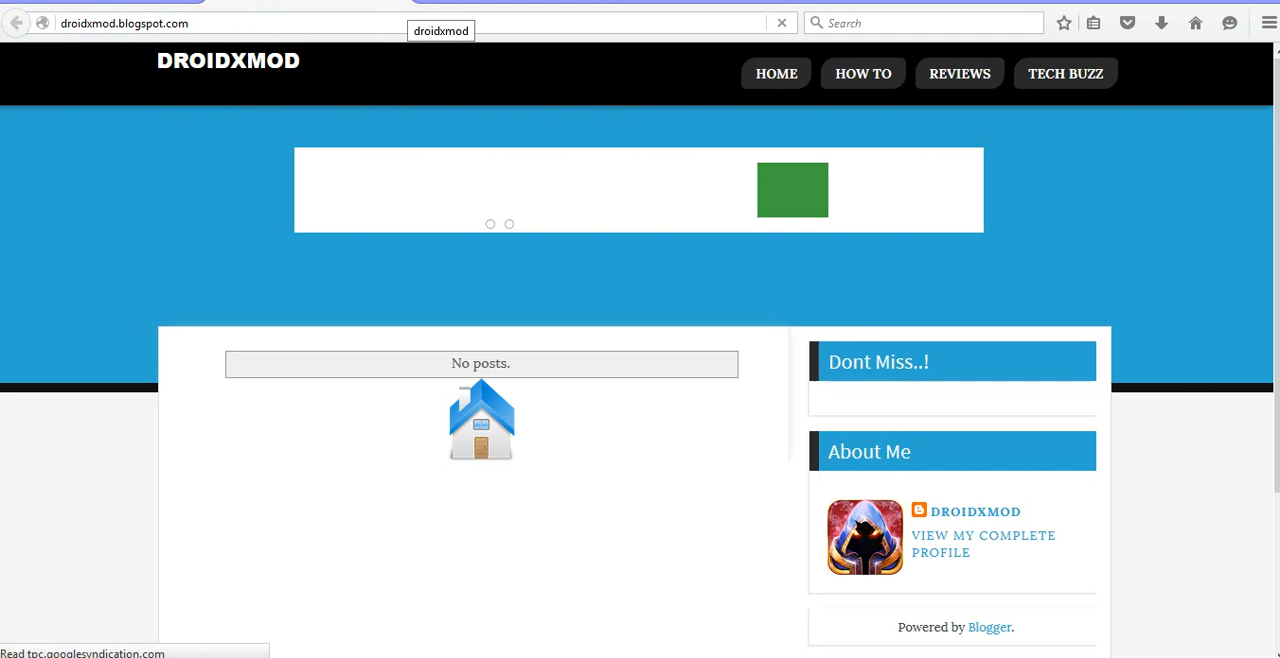 droidxmod.blogspot.com
Search
droidxmod
DROIDXMOD
HOME
HOW TO
REVIEWS
TECH BUZZ
No posts.
Dont Miss..!
About Me
DROIDXMOD
VIEW MY COMPLETE
PROFILE
Powered by Blogger.
Read tpc.googlesyndication.com